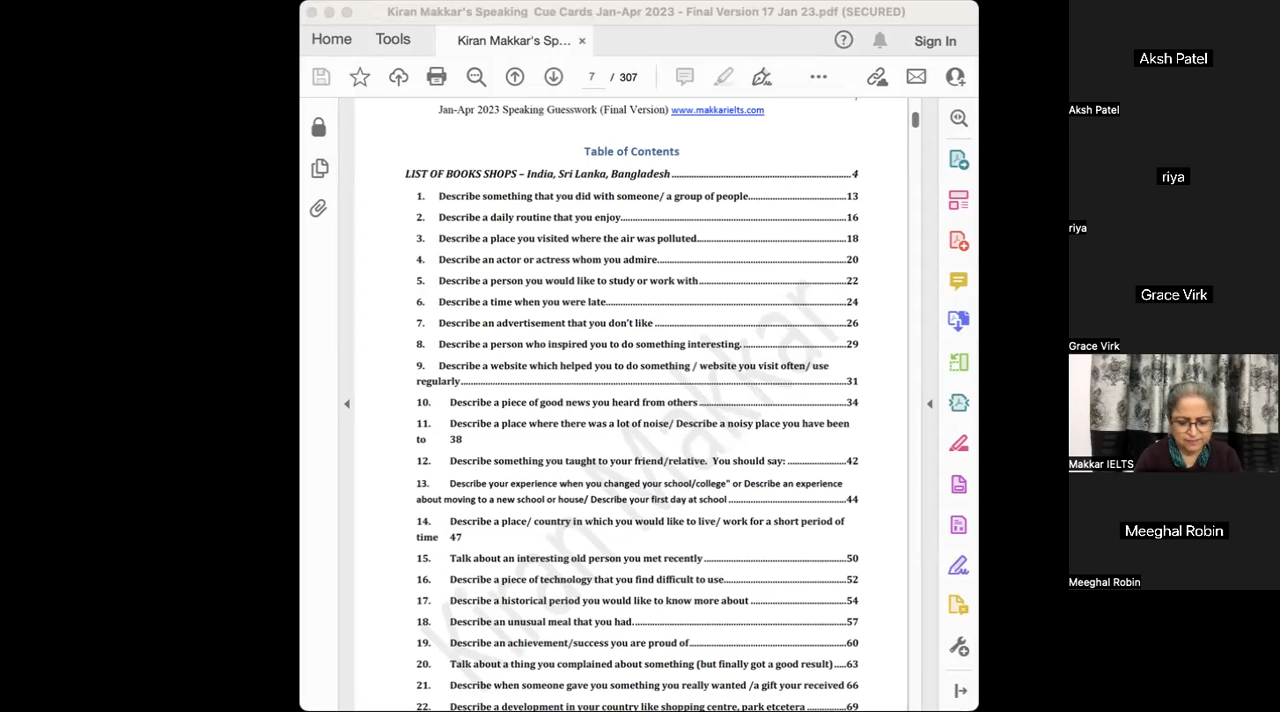 Kiran Makkar's Speaking Cue Cards Jan-Apr 2023 - Final Version 17 Jan 23.pdf (SECURED)
Home Tools Kiran Makkar's Sp... × Sign In
7 / 307
Jan-Apr 2023 Speaking Guesswork (Final Version) www.makkarielts.com
Table of Contents
LIST OF BOOKS SHOPS – India, Sri Lanka, Bangladesh ........ 4
1. Describe something that you did with someone/ a group of people........ 13
2. Describe a daily routine that you enjoy........ 16
3. Describe a place you visited where the air was polluted........ 18
4. Describe an actor or actress whom you admire........ 20
5. Describe a person you would like to study or work with ........ 22
6. Describe a time when you were late........ 24
7. Describe an advertisement that you don't like ........ 26
8. Describe a person who inspired you to do something interesting. ........ 29
9. Describe a website which helped you to do something / website you visit often/ use
regularly........ 31
10. Describe a piece of good news you heard from others ........ 34
11. Describe a place where there was a lot of noise/ Describe a noisy place you have been
to 38
12. Describe something you taught to your friend/relative. You should say: ........ 42
13. Describe your experience when you changed your school/college" or Describe an experience
about moving to a new school or house/ Describe your first day at school ........ 44
14. Describe a place/ country in which you would like to live/ work for a short period of
time 47
15. Talk about an interesting old person you met recently ........ 50
16. Describe a piece of technology that you find difficult to use........ 52
17. Describe a historical period you would like to know more about ........ 54
18. Describe an unusual meal that you had. ........ 57
19. Describe an achievement/success you are proud of........ 60
20. Talk about a thing you complained about something (but finally got a good result)..... 63
21. Describe when someone gave you something you really wanted /a gift your received 66
22. Describe a development in your country like shopping centre, park etcetera ........ 69
Kiran Makkar
Aksh Patel
Aksh Patel
riya
riya
Grace Virk
Grace Virk
Makkar IELTS
Meeghal Robin
Meeghal Robin